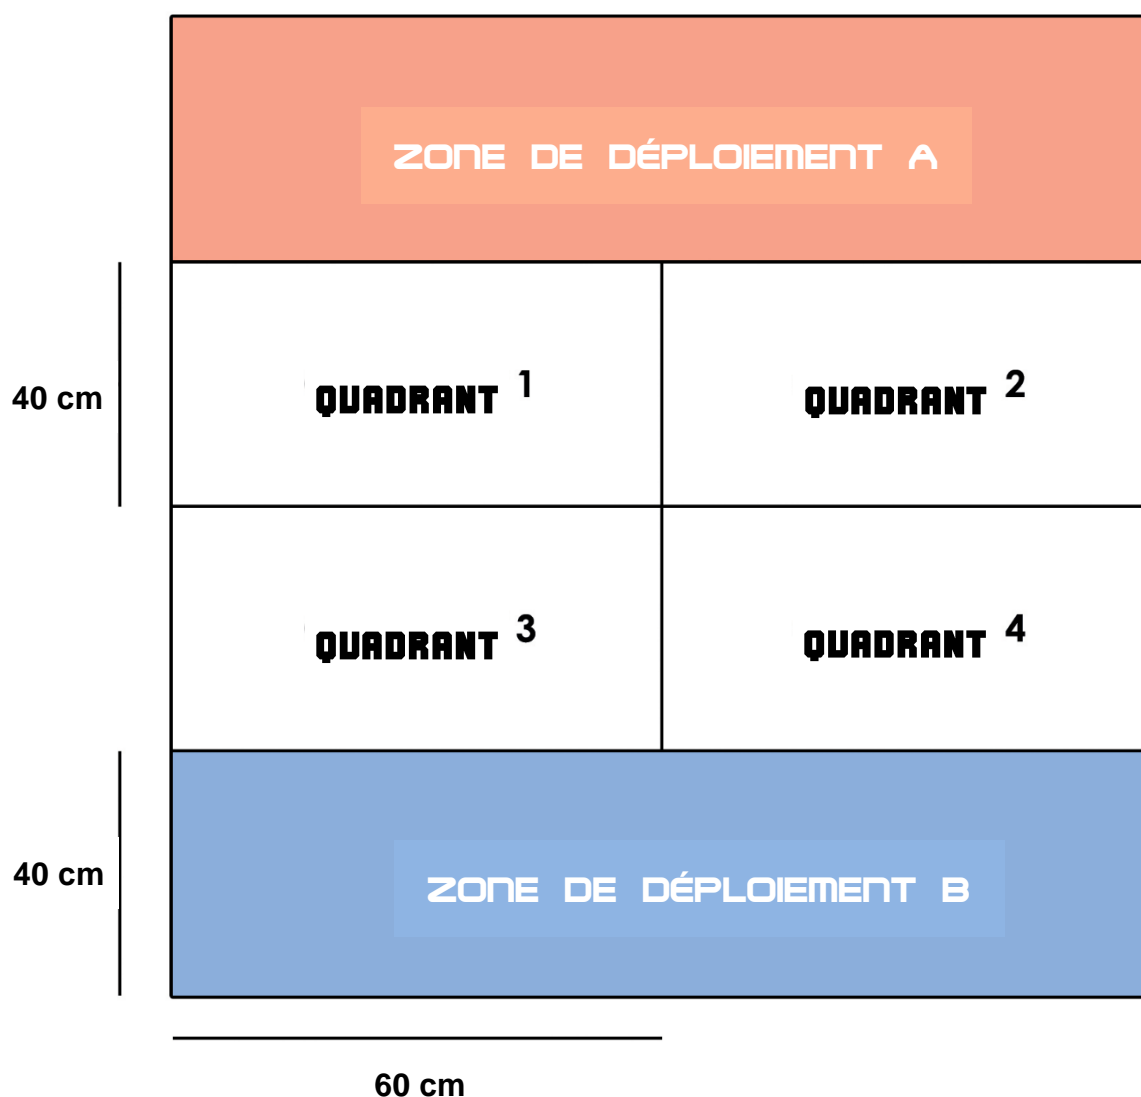 ZONE DE DÉPLOIEMENT A
40 cm
QUADRANT 1
QUADRANT 2
QUADRANT 3
QUADRANT 4
40 cm
ZONE DE DÉPLOIEMENT B
60 cm